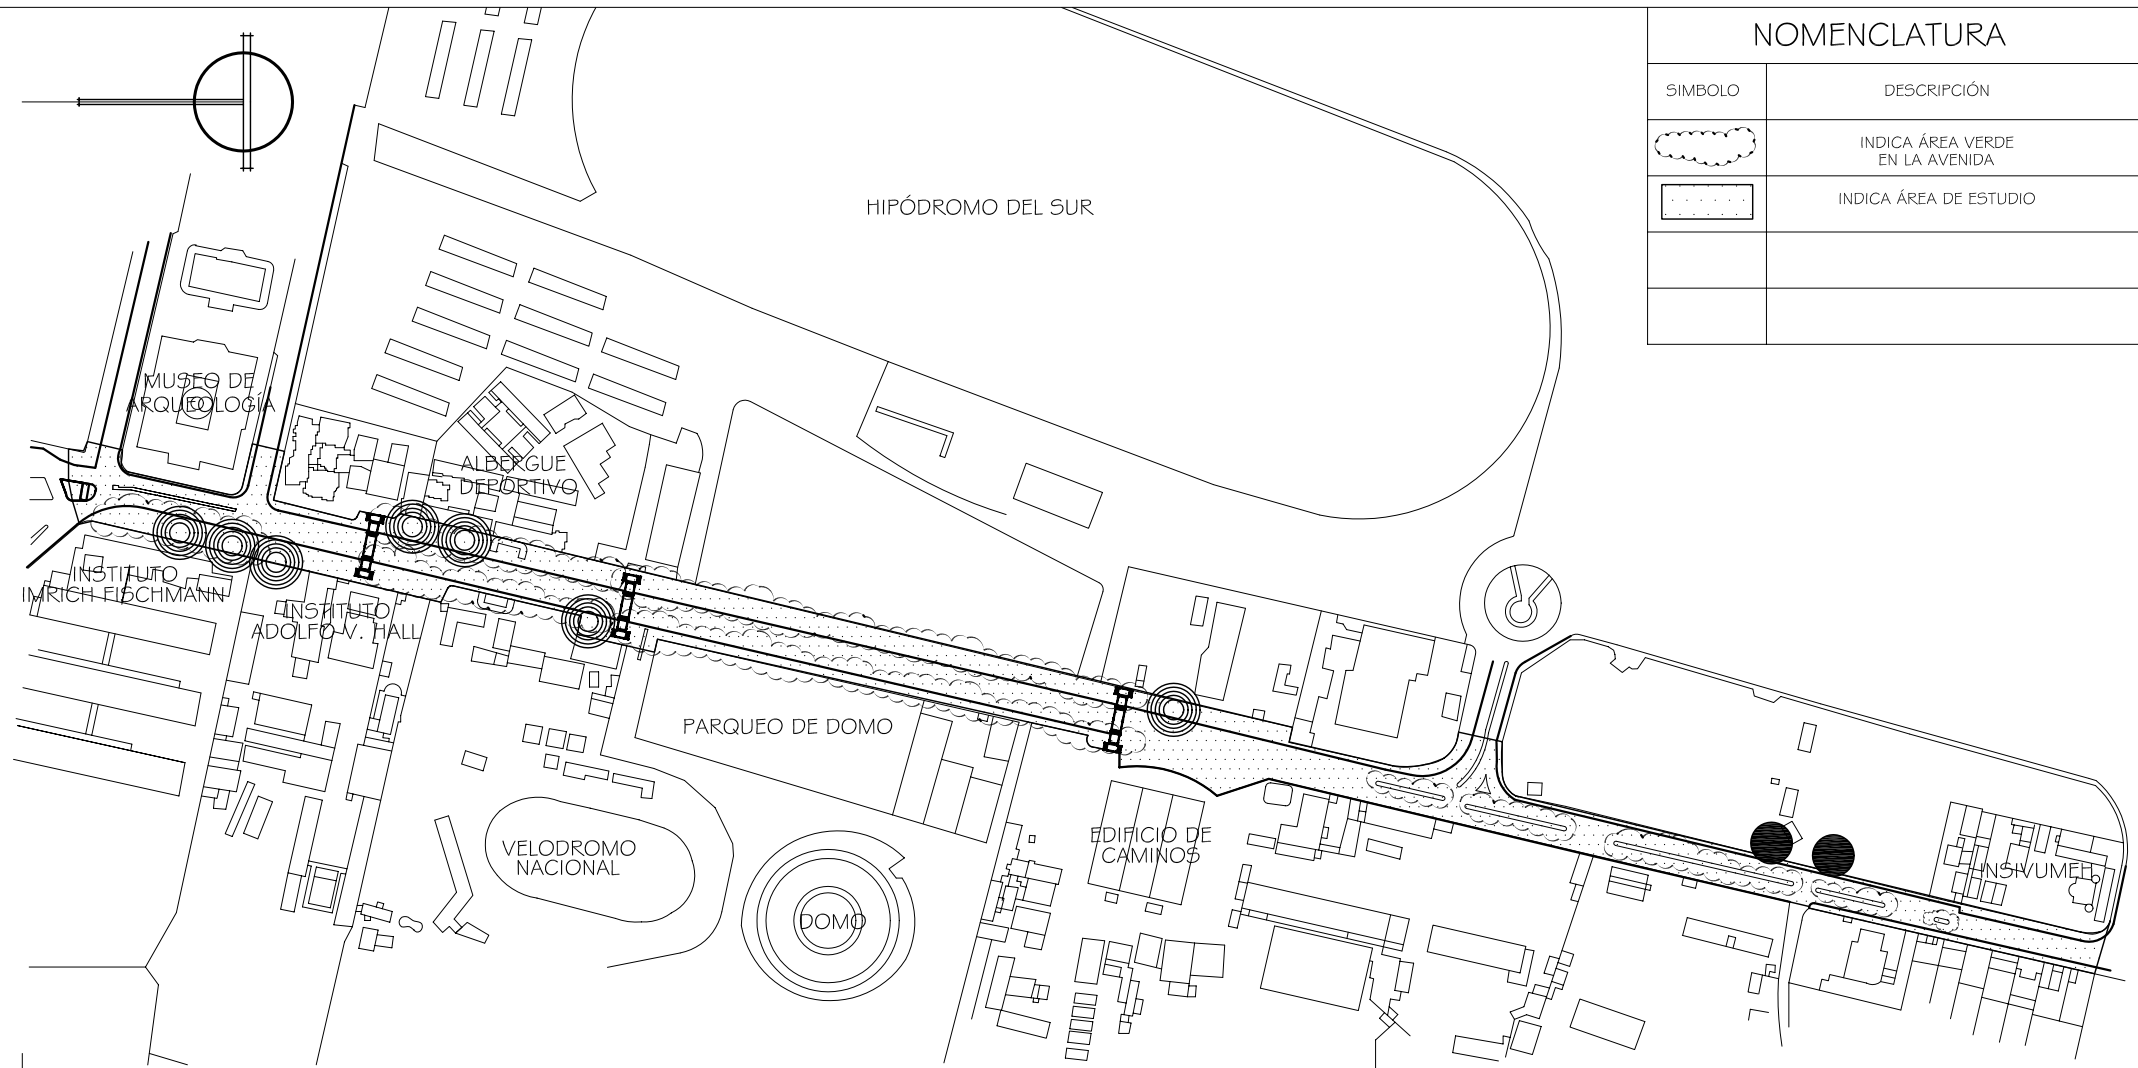 NOMENCLATURA
SIMBOLO
DESCRIPCIÓN
INDICA ÁREA VERDE
EN LA AVENIDA
INDICA ÁREA DE ESTUDIO
HIPÓDROMO DEL SUR
MUSEO DE
ARQUEOLOGÍA
ALBERGUE
DEPORTIVO
INSTITUTO
IMRICH FISCHMANN
INSTITUTO
ADOLFO V. HALL
PARQUEO DE DOMO
VELODROMO
NACIONAL
DOMO
EDIFICIO DE
CAMINOS
INSIVUMEH